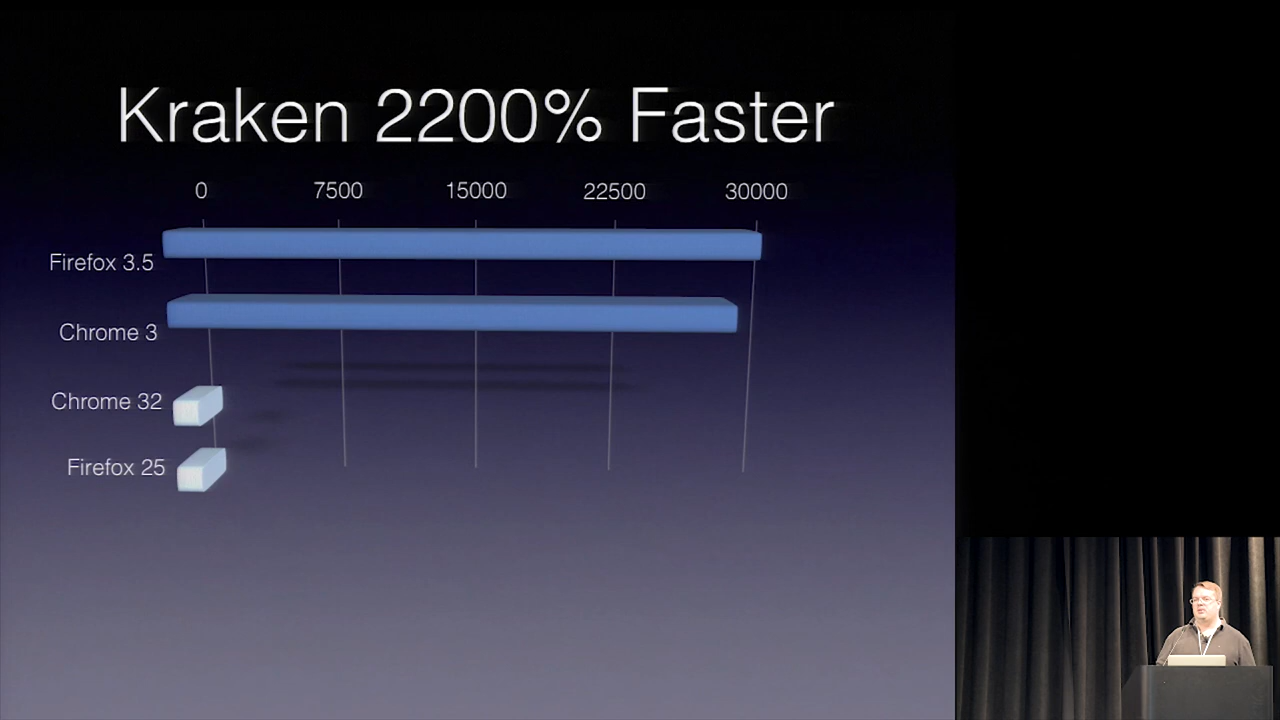 Kraken 2200% Faster
0 7500 15000 22500 30000
Firefox 3.5
Chrome 3
Chrome 32
Firefox 25